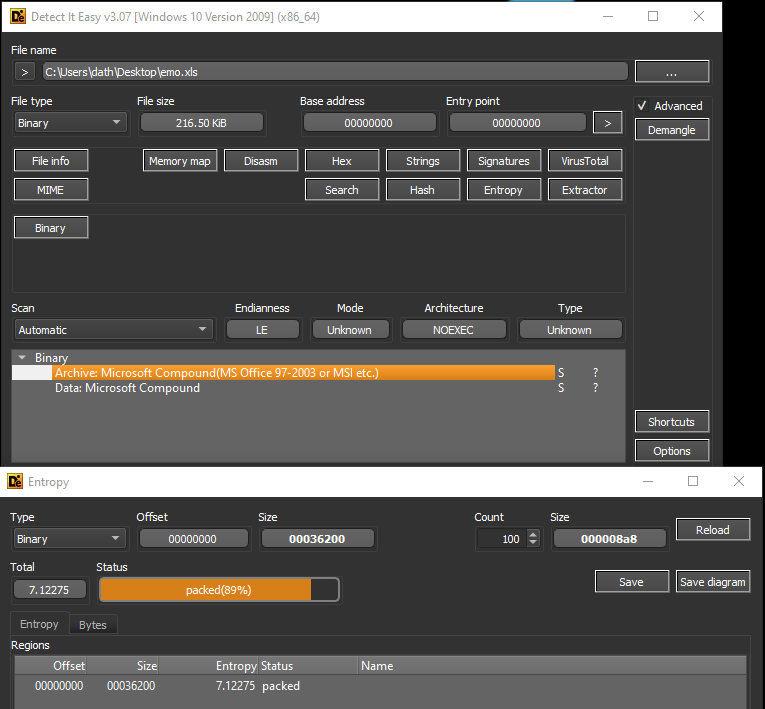 Detect It Easy v3.07 [Windows 10 Version 2009] (x86_64)
File name
> C:\Users\dath\Desktop\emo.xls ...
File type File size Base address Entry point
Advanced
Binary 216.50 KiB 00000000 00000000 >
Demangle
File info Memory map Disasm Hex Strings Signatures VirusTotal
MIME Search Hash Entropy Extractor
Binary
Scan Endianness Mode Architecture Type
Automatic LE Unknown NOEXEC Unknown
Binary
Archive: Microsoft Compound(MS Office 97-2003 or MSI etc.) S ?
Data: Microsoft Compound S ?
Shortcuts
Options
Entropy
Type Offset Size Count Size
Binary 00000000 00036200 100 000008a8 Reload
Total Status
7.12275 packed(89%) Save Save diagram
Entropy Bytes
Regions
Offset Size Entropy Status Name
00000000 00036200 7.12275 packed